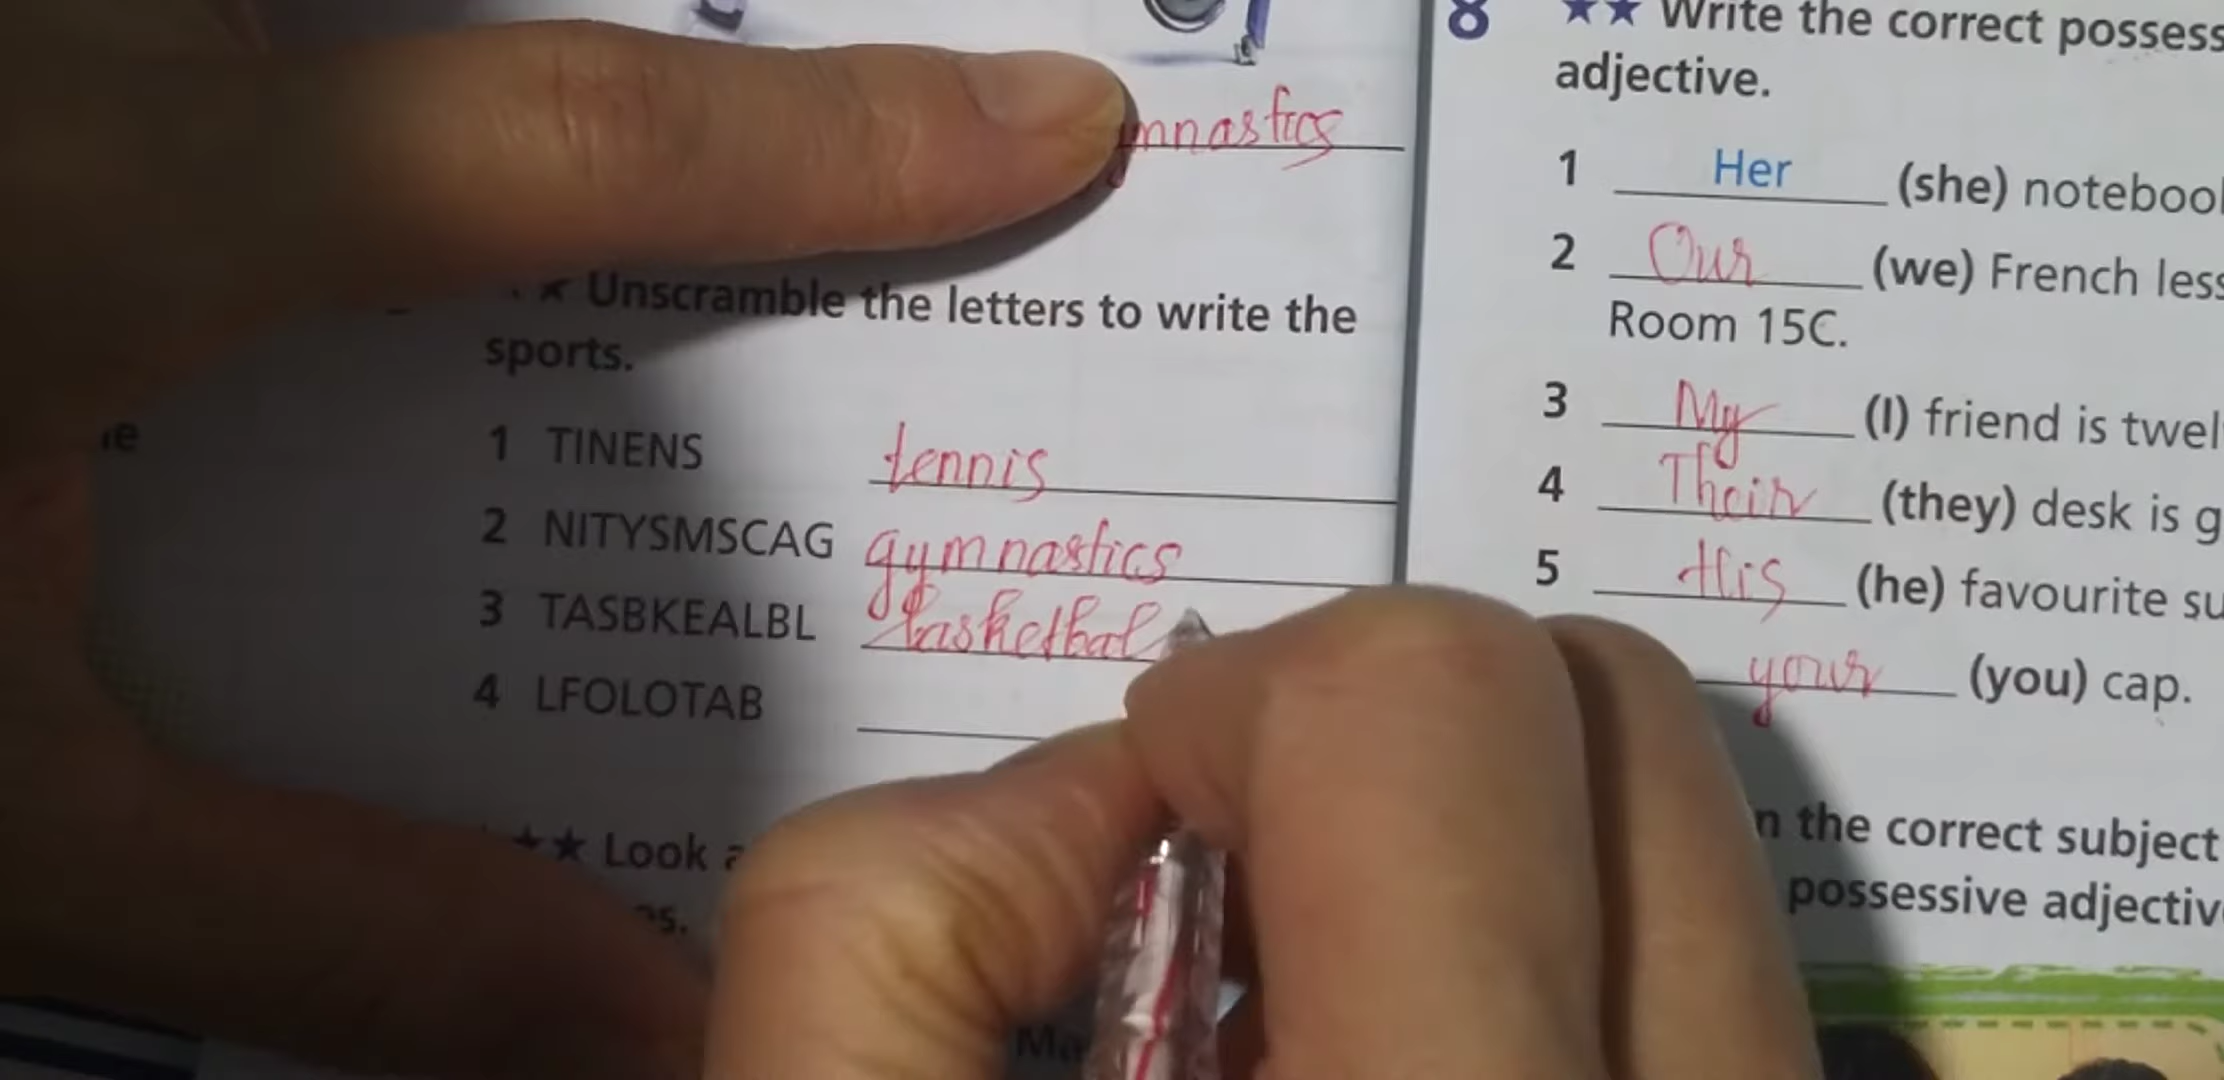 mnastics
★ Unscramble the letters to write the
sports.
1 TINENS tennis
2 NITYSMSCAG gymnastics
3 TASBKEALBL basketbal
4 LFOLOTAB
★★ Look
8 ★★ Write the correct possess
adjective.
1 Her (she) notebook
2 Our (we) French less
Room 15C.
3 My (I) friend is twel
4 Their (they) desk is g
5 His (he) favourite su
your (you) cap.
n the correct subject
possessive adjectiv